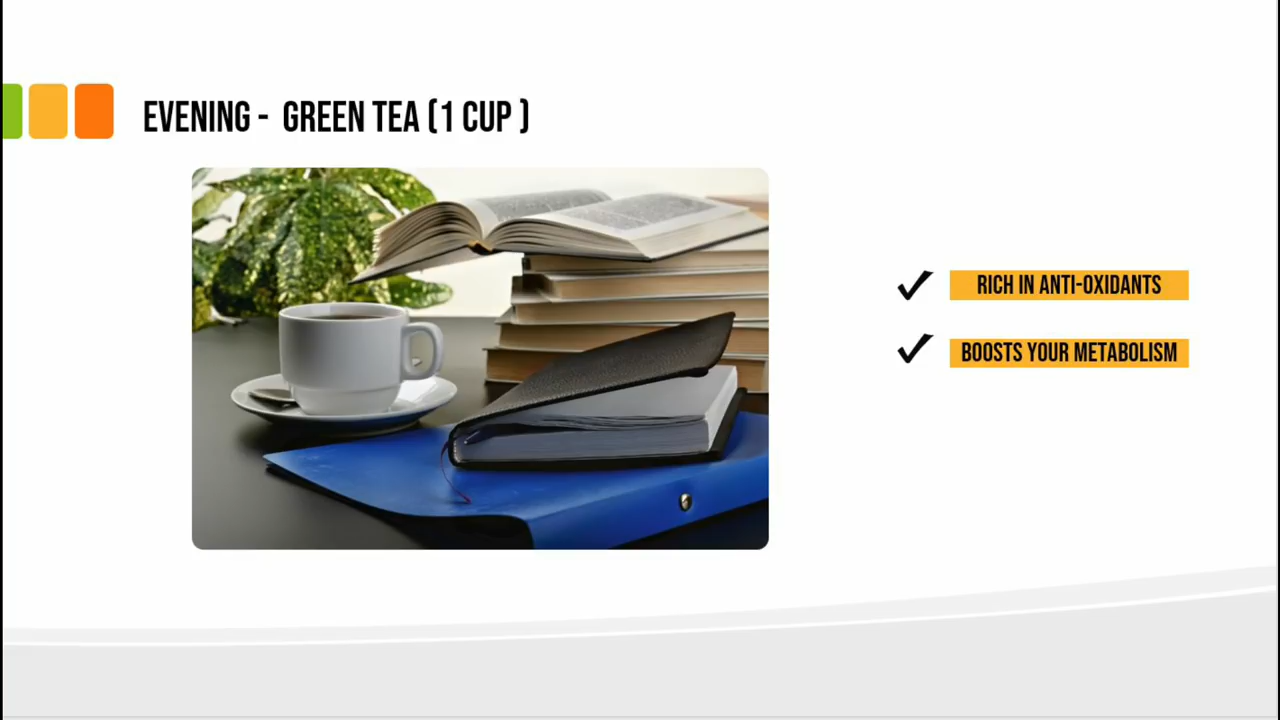 EVENING - GREEN TEA (1 CUP )
RICH IN ANTI-OXIDANTS
BOOSTS YOUR METABOLISM